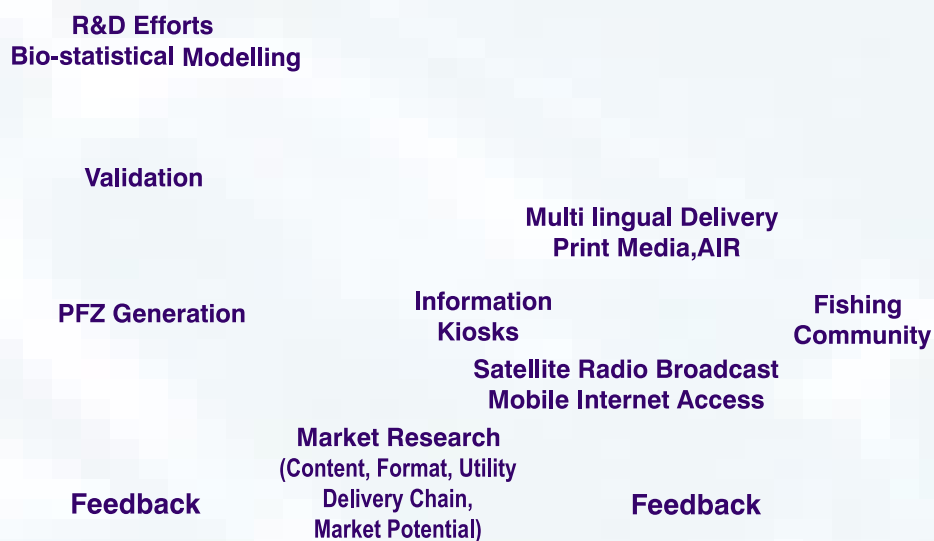 R&D Efforts
Bio-statistical Modelling
Validation
Multi lingual Delivery
Print Media,AIR
PFZ Generation
Information
Kiosks
Fishing
Community
Satellite Radio Broadcast
Mobile Internet Access
Market Research
(Content, Format, Utility
Delivery Chain,
Market Potential)
Feedback
Feedback